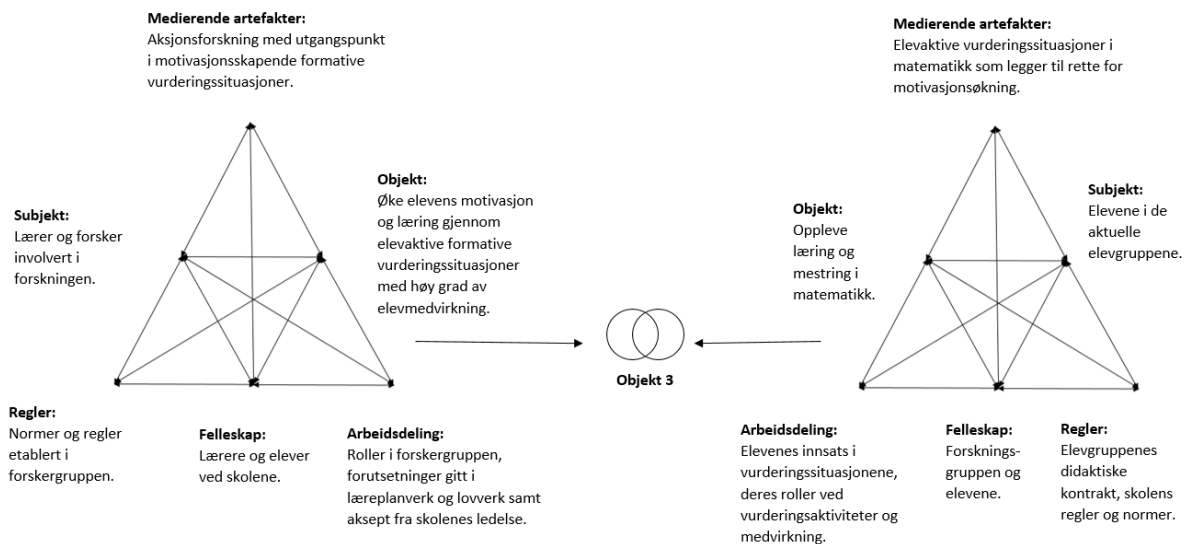 Medierende artefakter:
Aksjonsforskning med utgangspunkt
i motivasjonsskapende formative
vurderingssituasjoner.
Subjekt:
Lærer og forsker
involvert i
forskningen.
Objekt:
Øke elevens motivasjon
og læring gjennom
elevaktive formative
vurderingssituasjoner
med høy grad av
elevmedvirkning.
Regler:
Normer og regler
etablert i
forskergruppen.
Felleskap:
Lærere og elever
ved skolene.
Arbeidsdeling:
Roller i forskergruppen,
forutsetninger gitt i
læreplanverk og lovverk samt
aksept fra skolenes ledelse.
Objekt 3
Medierende artefakter:
Elevaktive vurderingssituasjoner i
matematikk som legger til rette for
motivasjonsøkning.
Objekt:
Oppleve
læring og
mestring i
matematikk.
Subjekt:
Elevene i de
aktuelle
elevgruppene.
Arbeidsdeling:
Elevenes innsats i
vurderingssituasjonene,
deres roller ved
vurderingsaktiviteter og
medvirkning.
Felleskap:
Forsknings-
gruppen og
elevene.
Regler:
Elevgruppenes
didaktiske
kontrakt, skolens
regler og normer.